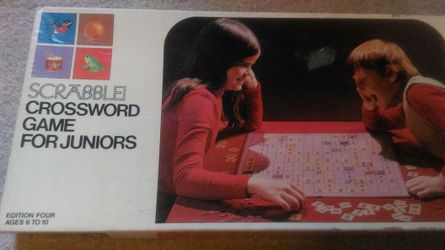 SCRABBLE
CROSSWORD
GAME
FOR JUNIORS
EDITION FOUR
AGES 6 TO 10